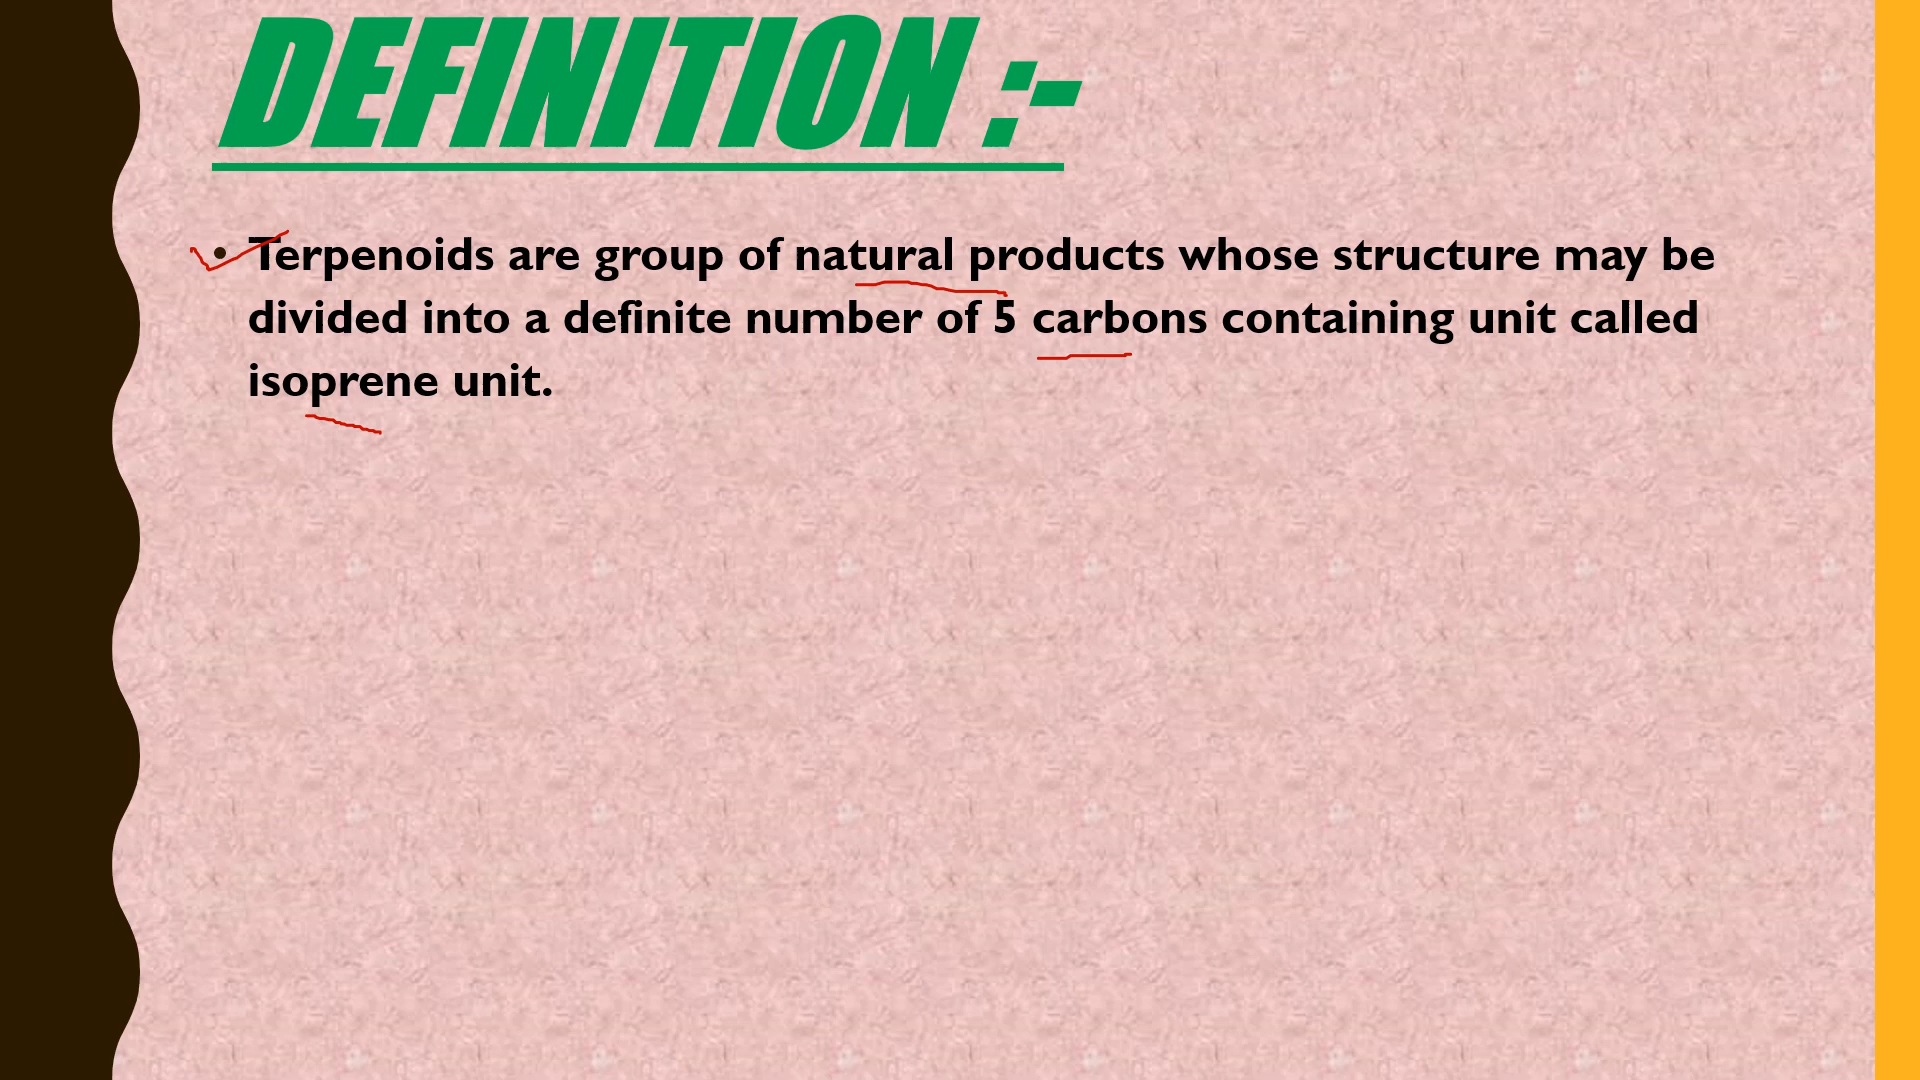 DEFINITION :-
• Terpenoids are group of natural products whose structure may be
divided into a definite number of 5 carbons containing unit called
isoprene unit.